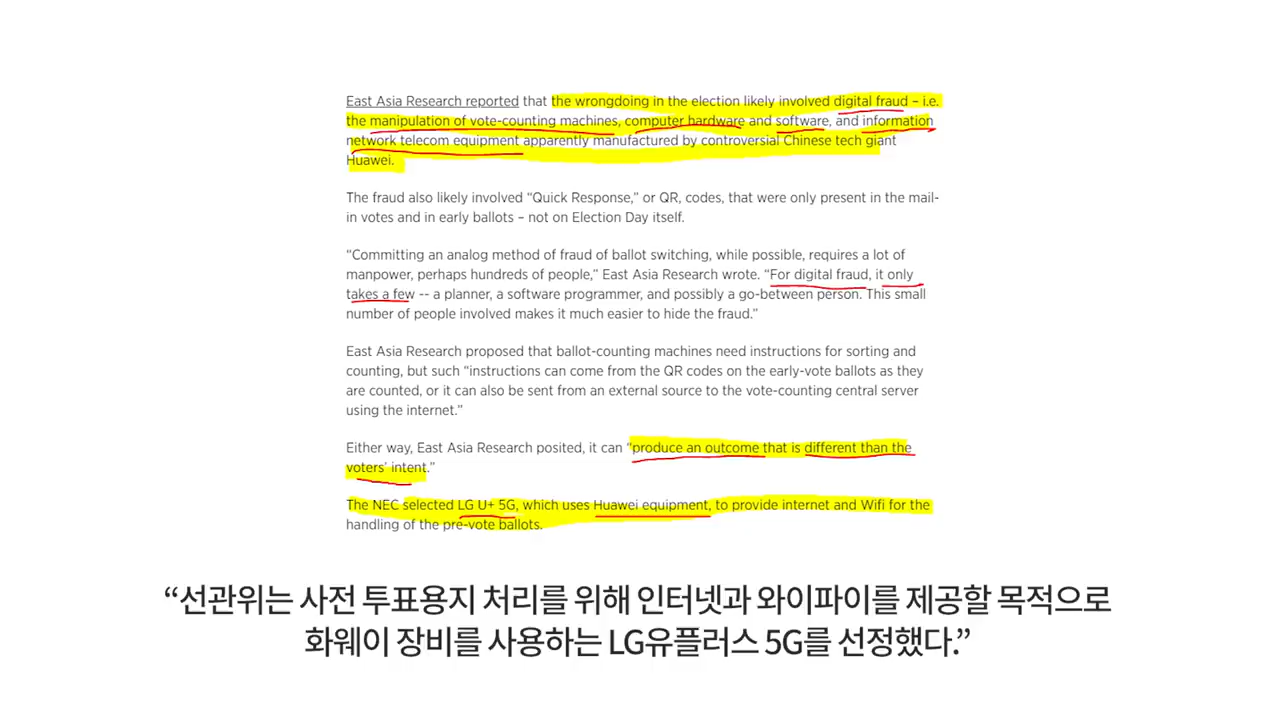 East Asia Research reported that the wrongdoing in the election likely involved digital fraud – i.e.
the manipulation of vote-counting machines, computer hardware and software, and information
network telecom equipment apparently manufactured by controversial Chinese tech giant
Huawei.
The fraud also likely involved “Quick Response,” or QR, codes, that were only present in the mail-
in votes and in early ballots – not on Election Day itself.
“Committing an analog method of fraud of ballot switching, while possible, requires a lot of
manpower, perhaps hundreds of people,” East Asia Research wrote. “For digital fraud, it only
takes a few -- a planner, a software programmer, and possibly a go-between person. This small
number of people involved makes it much easier to hide the fraud.”
East Asia Research proposed that ballot-counting machines need instructions for sorting and
counting, but such “instructions can come from the QR codes on the early-vote ballots as they
are counted, or it can also be sent from an external source to the vote-counting central server
using the internet.”
Either way, East Asia Research posited, it can “produce an outcome that is different than the
voters’ intent.”
The NEC selected LG U+ 5G, which uses Huawei equipment, to provide internet and Wifi for the
handling of the pre-vote ballots.
“선관위는 사전 투표용지 처리를 위해 인터넷과 와이파이를 제공할 목적으로
화웨이 장비를 사용하는 LG유플러스 5G를 선정했다.”